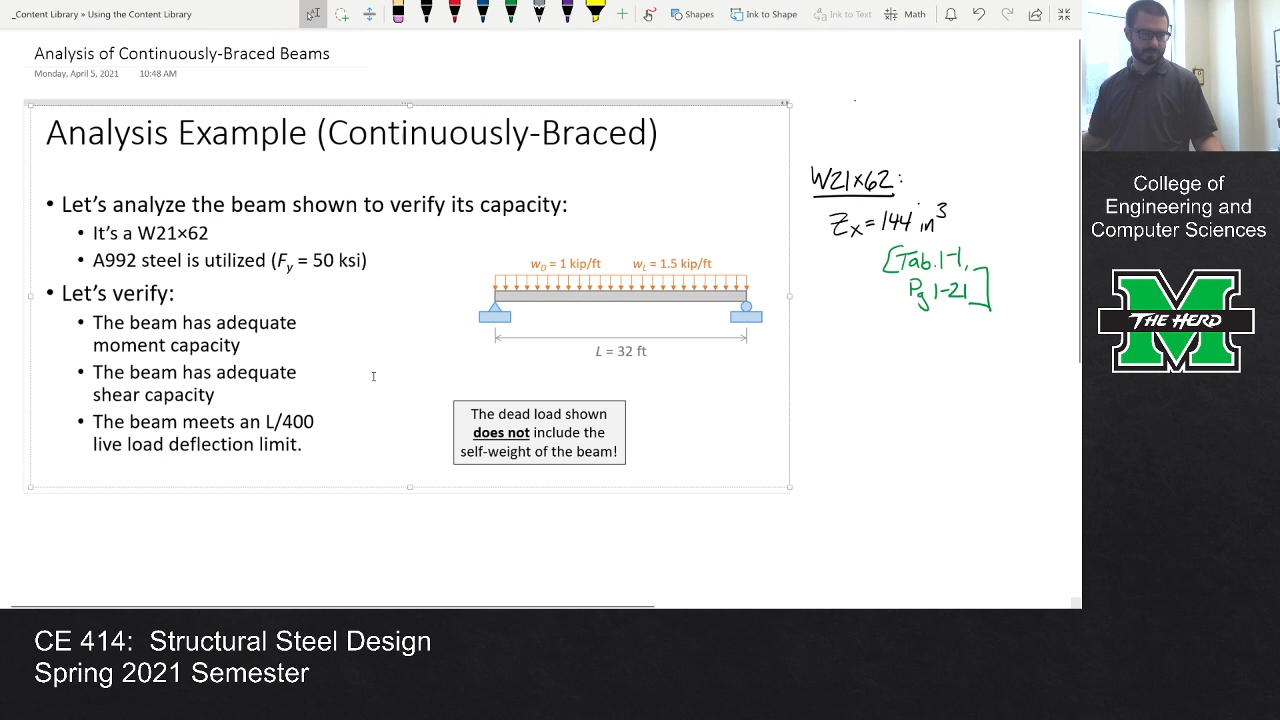 _Content Library » Using the Content Library
Shapes
Ink to Shape
Ink to Text
Math
Analysis of Continuously-Braced Beams
Monday, April 5, 2021 10:48 AM
Analysis Example (Continuously-Braced)
• Let's analyze the beam shown to verify its capacity:
• It's a W21×62
• A992 steel is utilized (Fy = 50 ksi)
• Let's verify:
• The beam has adequate
moment capacity
• The beam has adequate
shear capacity
• The beam meets an L/400
live load deflection limit.
wD = 1 kip/ft wL = 1.5 kip/ft
L = 32 ft
The dead load shown
does not include the
self-weight of the beam!
W21x62:
Zx = 144 in³
[Tab. 1-1,
Pg 1-21]
College of
Engineering and
Computer Sciences
THE HERD
CE 414: Structural Steel Design
Spring 2021 Semester